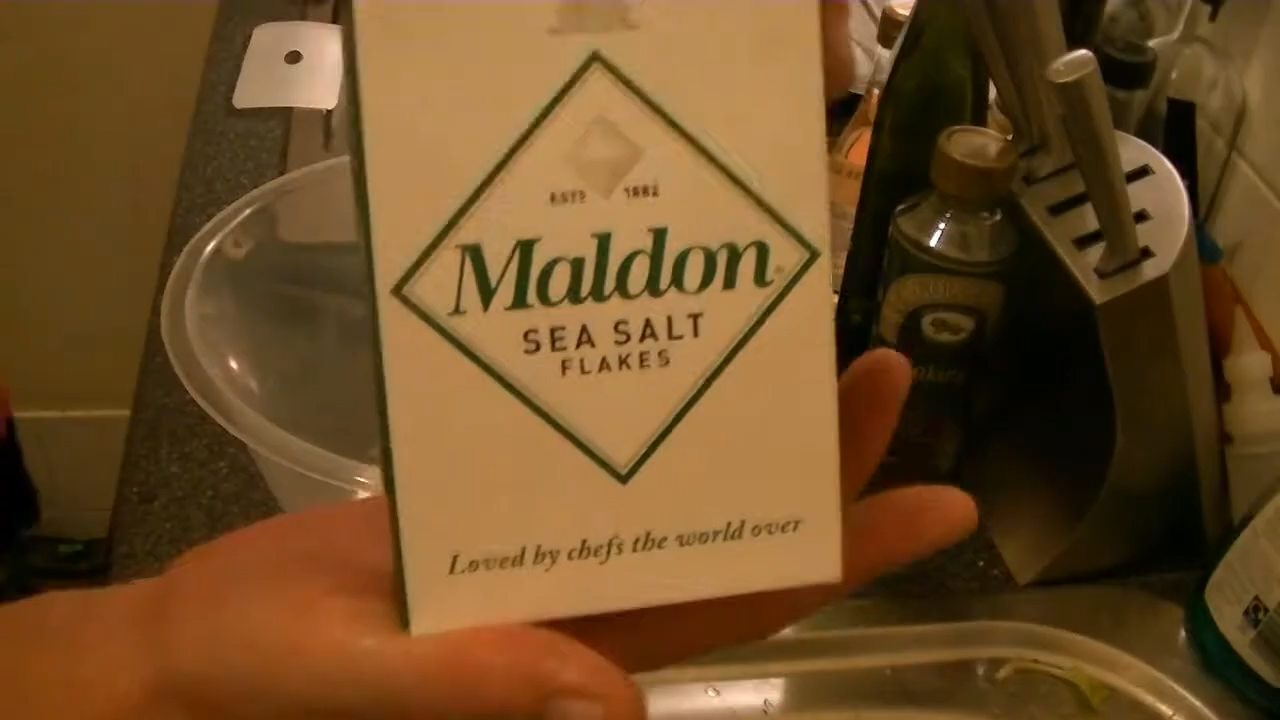 ESTD 1882
Maldon®
SEA SALT
FLAKES
Loved by chefs the world over